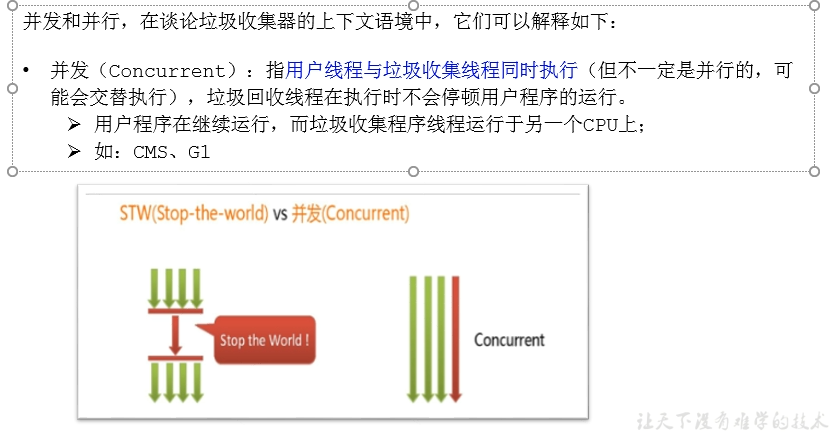 并发和并行，在谈论垃圾收集器的上下文语境中，它们可以解释如下：
• 并发（Concurrent）：指用户线程与垃圾收集线程同时执行（但不一定是并行的，可
能会交替执行），垃圾回收线程在执行时不会停顿用户程序的运行。
➢ 用户程序在继续运行，而垃圾收集程序线程运行于另一个CPU上；
➢ 如：CMS、G1
STW(Stop-the-world) vs 并发(Concurrent)
Stop the World !
Concurrent
让天下没有难学的技术